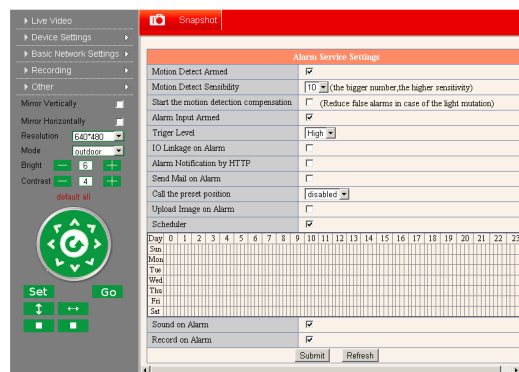 Live Video
Device Settings
Basic Network Settings
Recording
Other
Mirror Vertically
Mirror Horizontally
Resolution 640*480
Mode outdoor
Bright 6
Contrast 4
default all
Set Go
Snapshot
Alarm Service Settings
Motion Detect Armed
Motion Detect Sensibility 10 (the bigger number,the higher sensitivity)
Start the motion detection compensation (Reduce false alarms in case of the light mutation)
Alarm Input Armed
Triger Level High
IO Linkage on Alarm
Alarm Notification by HTTP
Send Mail on Alarm
Call the preset position disabled
Upload Image on Alarm
Scheduler
Day 0 1 2 3 4 5 6 7 8 9 10 11 12 13 14 15 16 17 18 19 20 21 22 23
Sun
Mon
Tue
Wed
Thu
Fri
Sat
Sound on Alarm
Record on Alarm
Submit Refresh